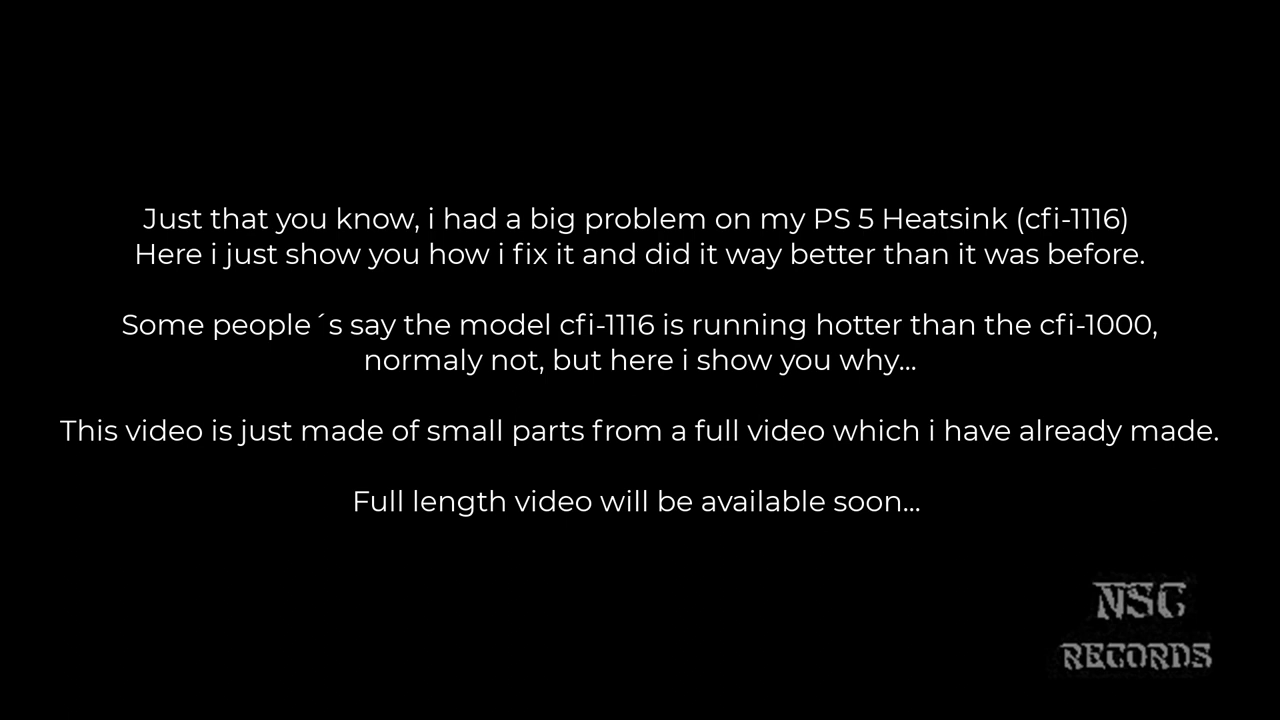 Just that you know, i had a big problem on my PS 5 Heatsink (cfi-1116)
Here i just show you how i fix it and did it way better than it was before.
Some people´s say the model cfi-1116 is running hotter than the cfi-1000,
normaly not, but here i show you why...
This video is just made of small parts from a full video which i have already made.
Full length video will be available soon...
NSG
RECORDS